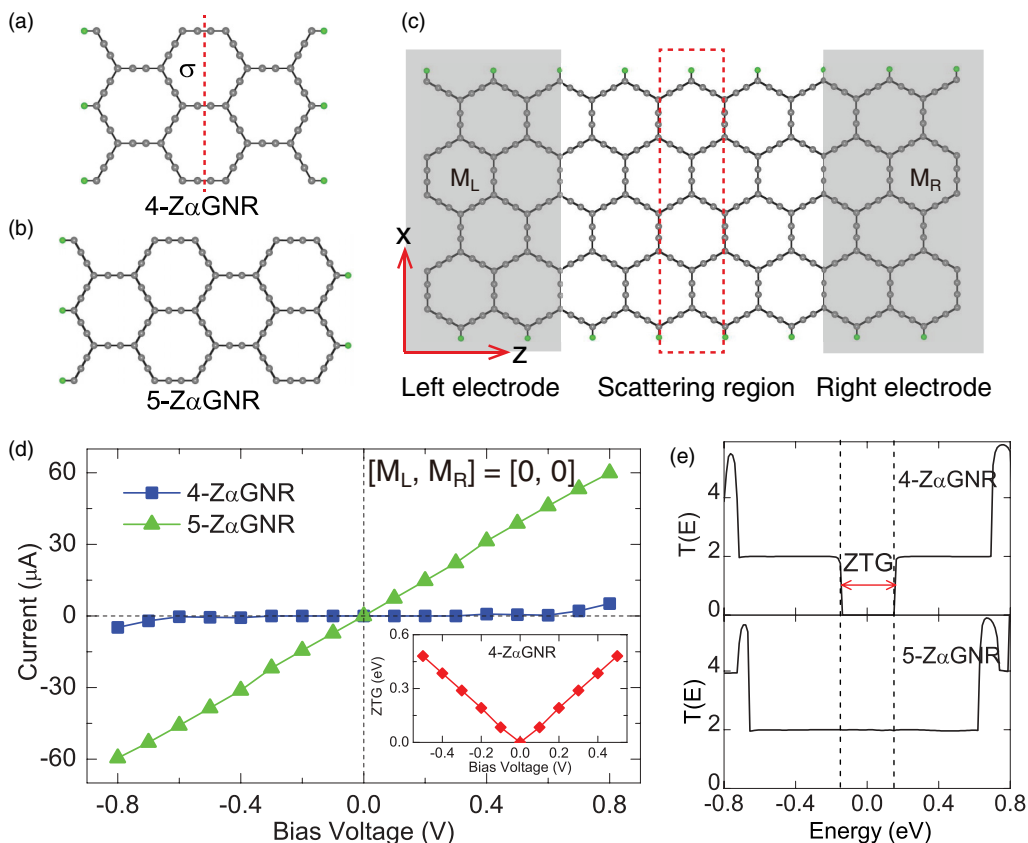 (a)
σ
4-ZαGNR
(b)
5-ZαGNR
(c)
M_L
M_R
X
Z
Left electrode
Scattering region
Right electrode
(d)
[M_L, M_R] = [0, 0]
4-ZαGNR
5-ZαGNR
Current (μA)
60
30
0
-30
-60
-0.8
-0.4
0.0
0.4
0.8
Bias Voltage (V)
4-ZαGNR
ZTG (eV)
0.6
0.3
0.0
-0.4
-0.2
0.0
0.2
0.4
Bias Voltage (V)
(e)
4-ZαGNR
ZTG
T(E)
4
2
0
5-ZαGNR
T(E)
4
2
0
-0.8
-0.4
0.0
0.4
0.8
Energy (eV)